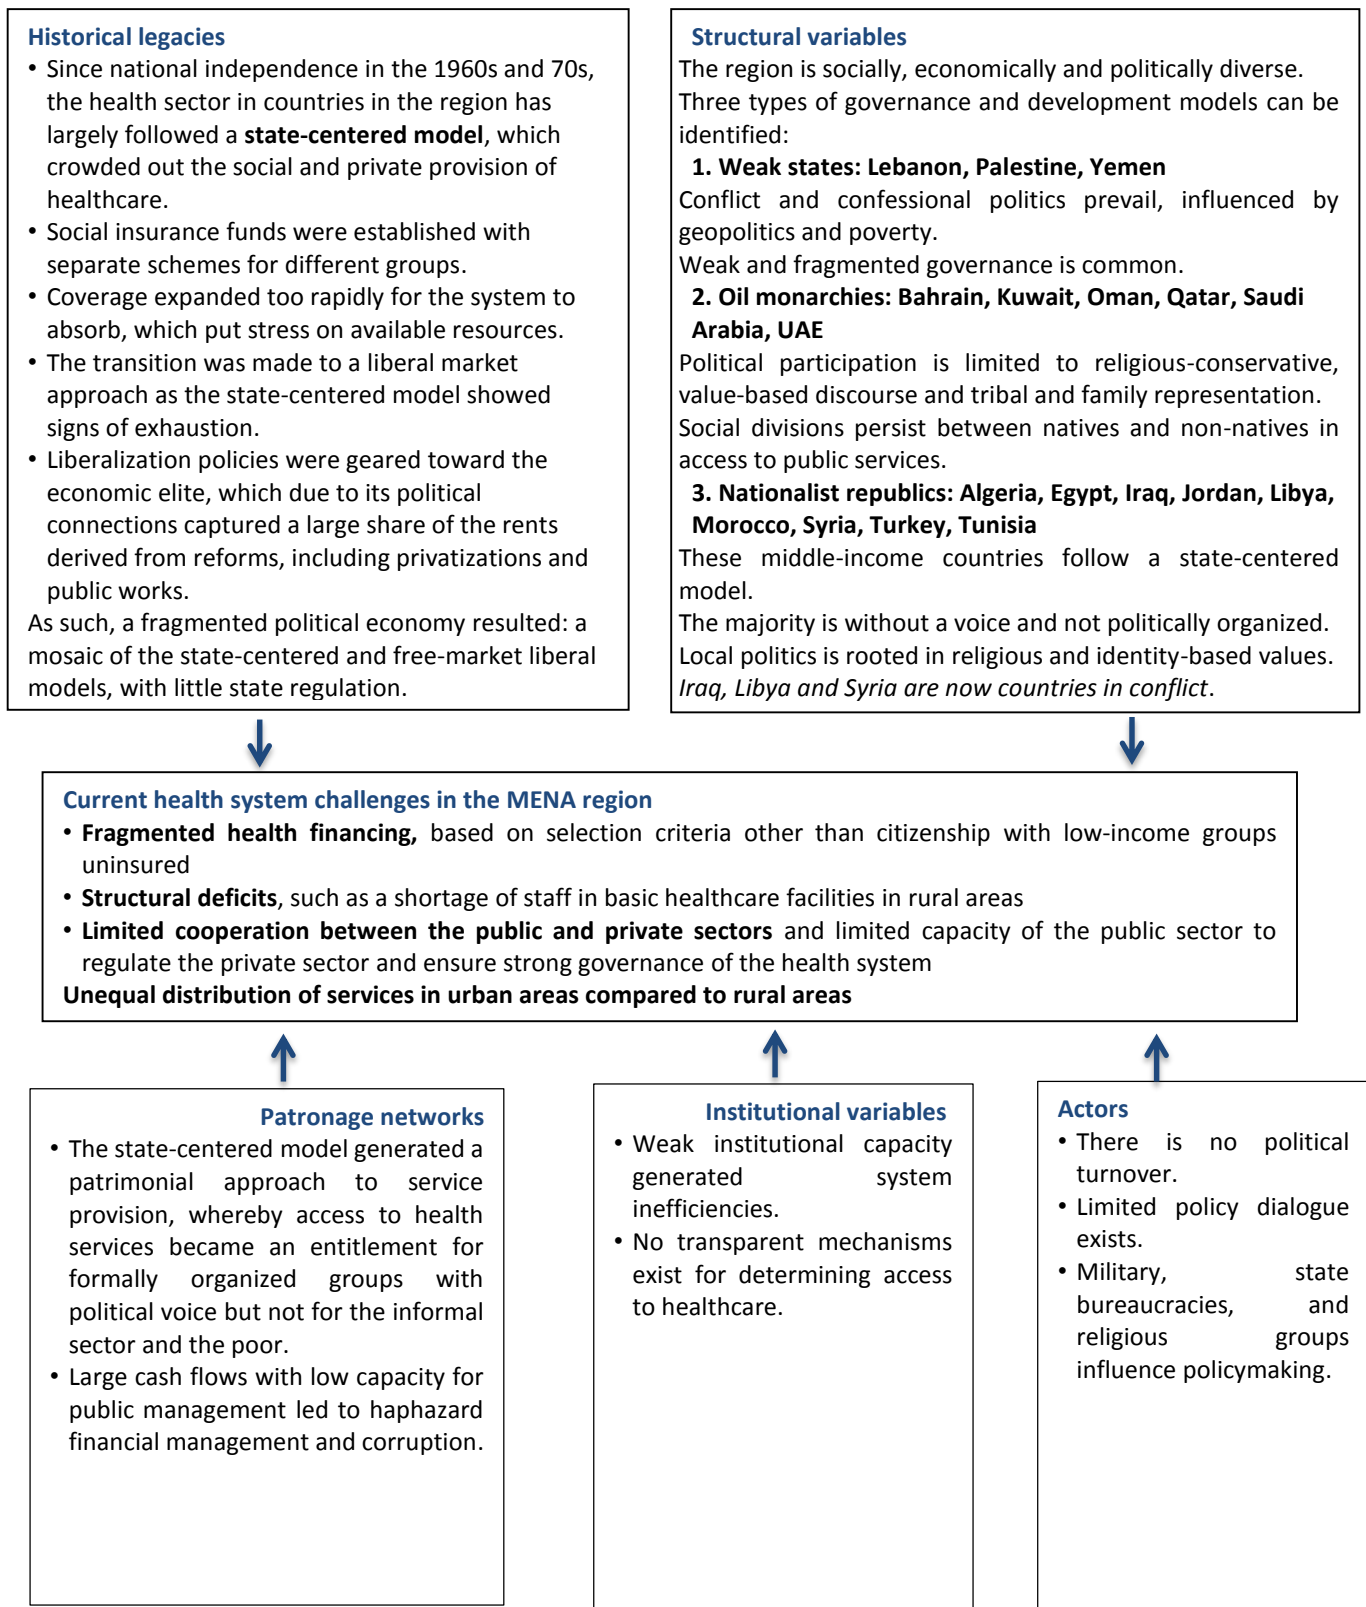 Historical legacies
• Since national independence in the 1960s and 70s,
the health sector in countries in the region has
largely followed a state-centered model, which
crowded out the social and private provision of
healthcare.
• Social insurance funds were established with
separate schemes for different groups.
• Coverage expanded too rapidly for the system to
absorb, which put stress on available resources.
• The transition was made to a liberal market
approach as the state-centered model showed
signs of exhaustion.
• Liberalization policies were geared toward the
economic elite, which due to its political
connections captured a large share of the rents
derived from reforms, including privatizations and
public works.
As such, a fragmented political economy resulted: a
mosaic of the state-centered and free-market liberal
models, with little state regulation.
Structural variables
The region is socially, economically and politically diverse.
Three types of governance and development models can be
identified:
1. Weak states: Lebanon, Palestine, Yemen
Conflict and confessional politics prevail, influenced by
geopolitics and poverty.
Weak and fragmented governance is common.
2. Oil monarchies: Bahrain, Kuwait, Oman, Qatar, Saudi
Arabia, UAE
Political participation is limited to religious-conservative,
value-based discourse and tribal and family representation.
Social divisions persist between natives and non-natives in
access to public services.
3. Nationalist republics: Algeria, Egypt, Iraq, Jordan, Libya,
Morocco, Syria, Turkey, Tunisia
These middle-income countries follow a state-centered
model.
The majority is without a voice and not politically organized.
Local politics is rooted in religious and identity-based values.
Iraq, Libya and Syria are now countries in conflict.
Current health system challenges in the MENA region
• Fragmented health financing, based on selection criteria other than citizenship with low-income groups
uninsured
• Structural deficits, such as a shortage of staff in basic healthcare facilities in rural areas
• Limited cooperation between the public and private sectors and limited capacity of the public sector to
regulate the private sector and ensure strong governance of the health system
Unequal distribution of services in urban areas compared to rural areas
Patronage networks
• The state-centered model generated a
patrimonial approach to service
provision, whereby access to health
services became an entitlement for
formally organized groups with
political voice but not for the informal
sector and the poor.
• Large cash flows with low capacity for
public management led to haphazard
financial management and corruption.
Institutional variables
• Weak institutional capacity
generated system
inefficiencies.
• No transparent mechanisms
exist for determining access
to healthcare.
Actors
• There is no political
turnover.
• Limited policy dialogue
exists.
• Military, state
bureaucracies, and
religious groups
influence policymaking.